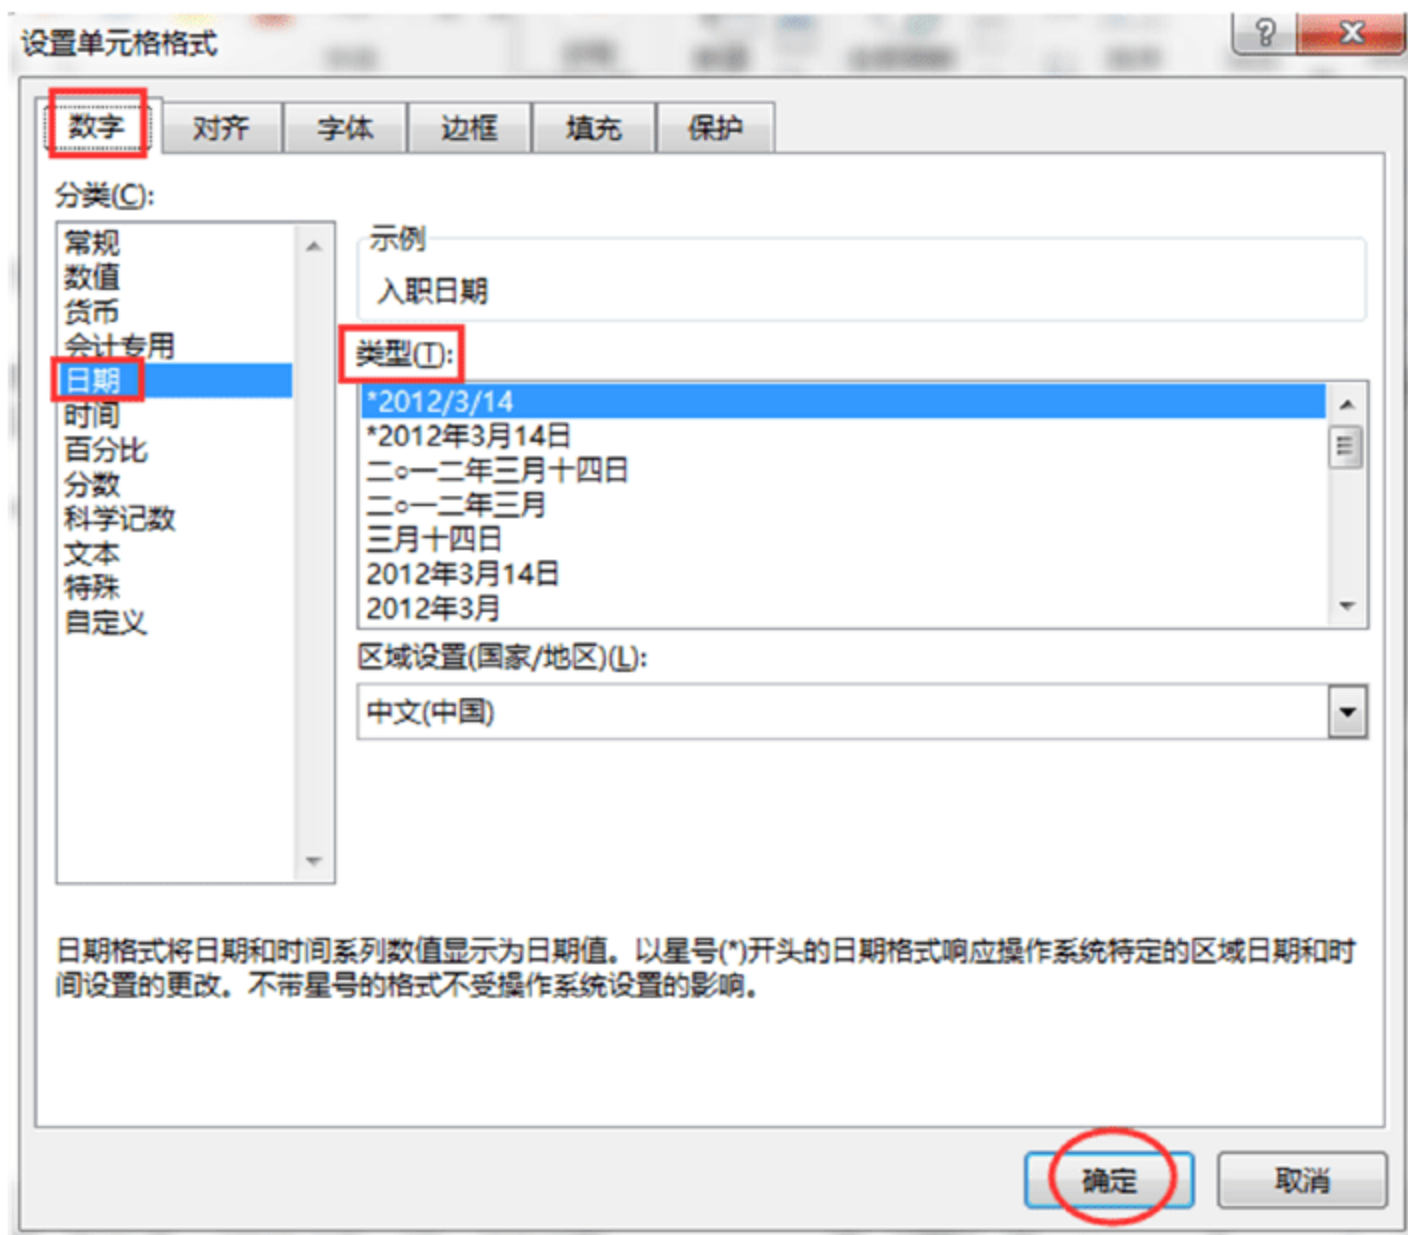 设置单元格格式
?
数字 对齐 字体 边框 填充 保护
分类(C):
常规
数值
货币
会计专用
日期
时间
百分比
分数
科学记数
文本
特殊
自定义
示例
入职日期
类型(T):
*2012/3/14
*2012年3月14日
二○一二年三月十四日
二○一二年三月
三月十四日
2012年3月14日
2012年3月
区域设置(国家/地区)(L):
中文(中国)
日期格式将日期和时间系列数值显示为日期值。以星号(*)开头的日期格式响应操作系统特定的区域日期和时
间设置的更改。不带星号的格式不受操作系统设置的影响。
确定 取消